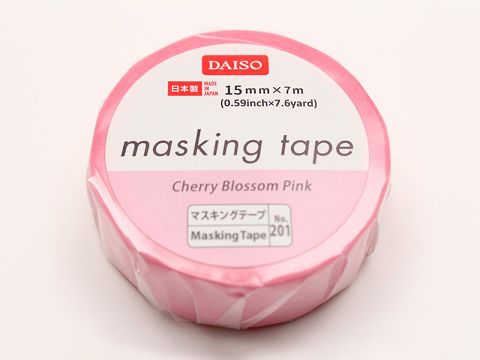 DAISO
日本製 MADE IN JAPAN 15mm×7m
(0.59inch×7.6yard)
masking tape
Cherry Blossom Pink
マスキングテープ No.
Masking Tape 201